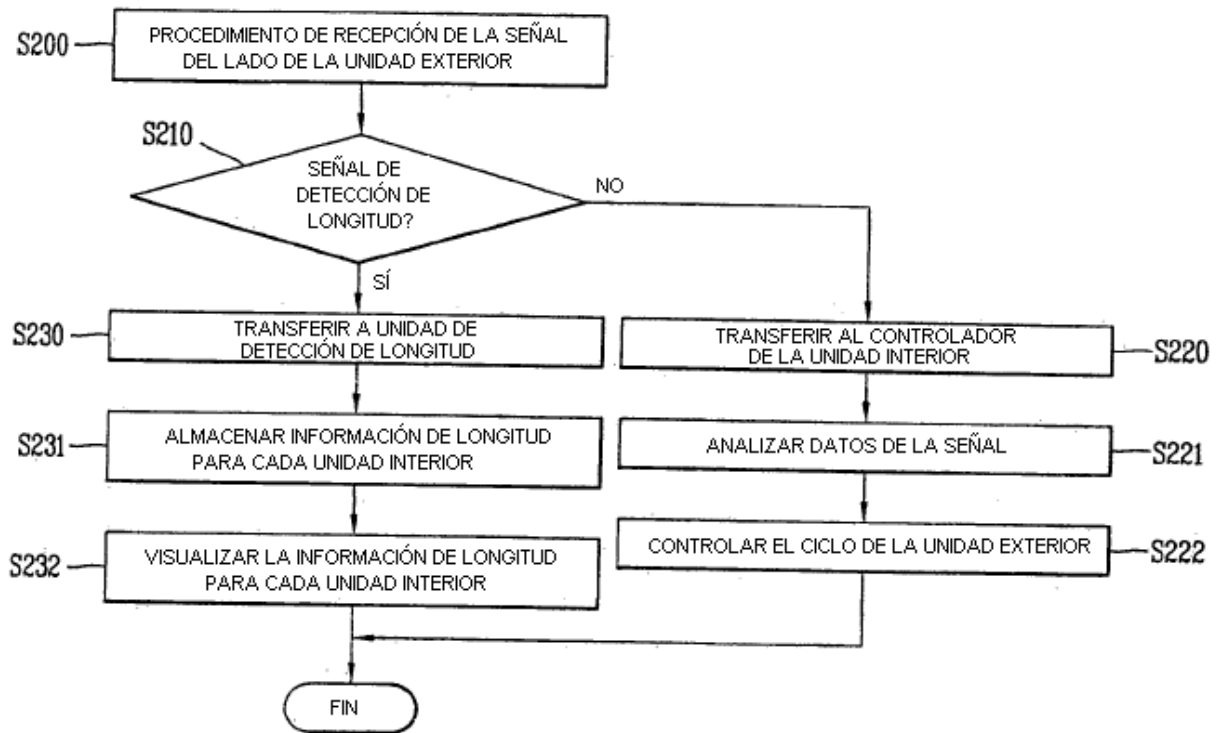 S200
PROCEDIMIENTO DE RECEPCIÓN DE LA SEÑAL
DEL LADO DE LA UNIDAD EXTERIOR
S210
SEÑAL DE
DETECCIÓN DE
LONGITUD?
NO
SÍ
S230
TRANSFERIR A UNIDAD DE
DETECCIÓN DE LONGITUD
TRANSFERIR AL CONTROLADOR
DE LA UNIDAD INTERIOR
S220
S231
ALMACENAR INFORMACIÓN DE LONGITUD
PARA CADA UNIDAD INTERIOR
ANALIZAR DATOS DE LA SEÑAL
S221
S232
VISUALIZAR LA INFORMACIÓN DE LONGITUD
PARA CADA UNIDAD INTERIOR
CONTROLAR EL CICLO DE LA UNIDAD EXTERIOR
S222
FIN